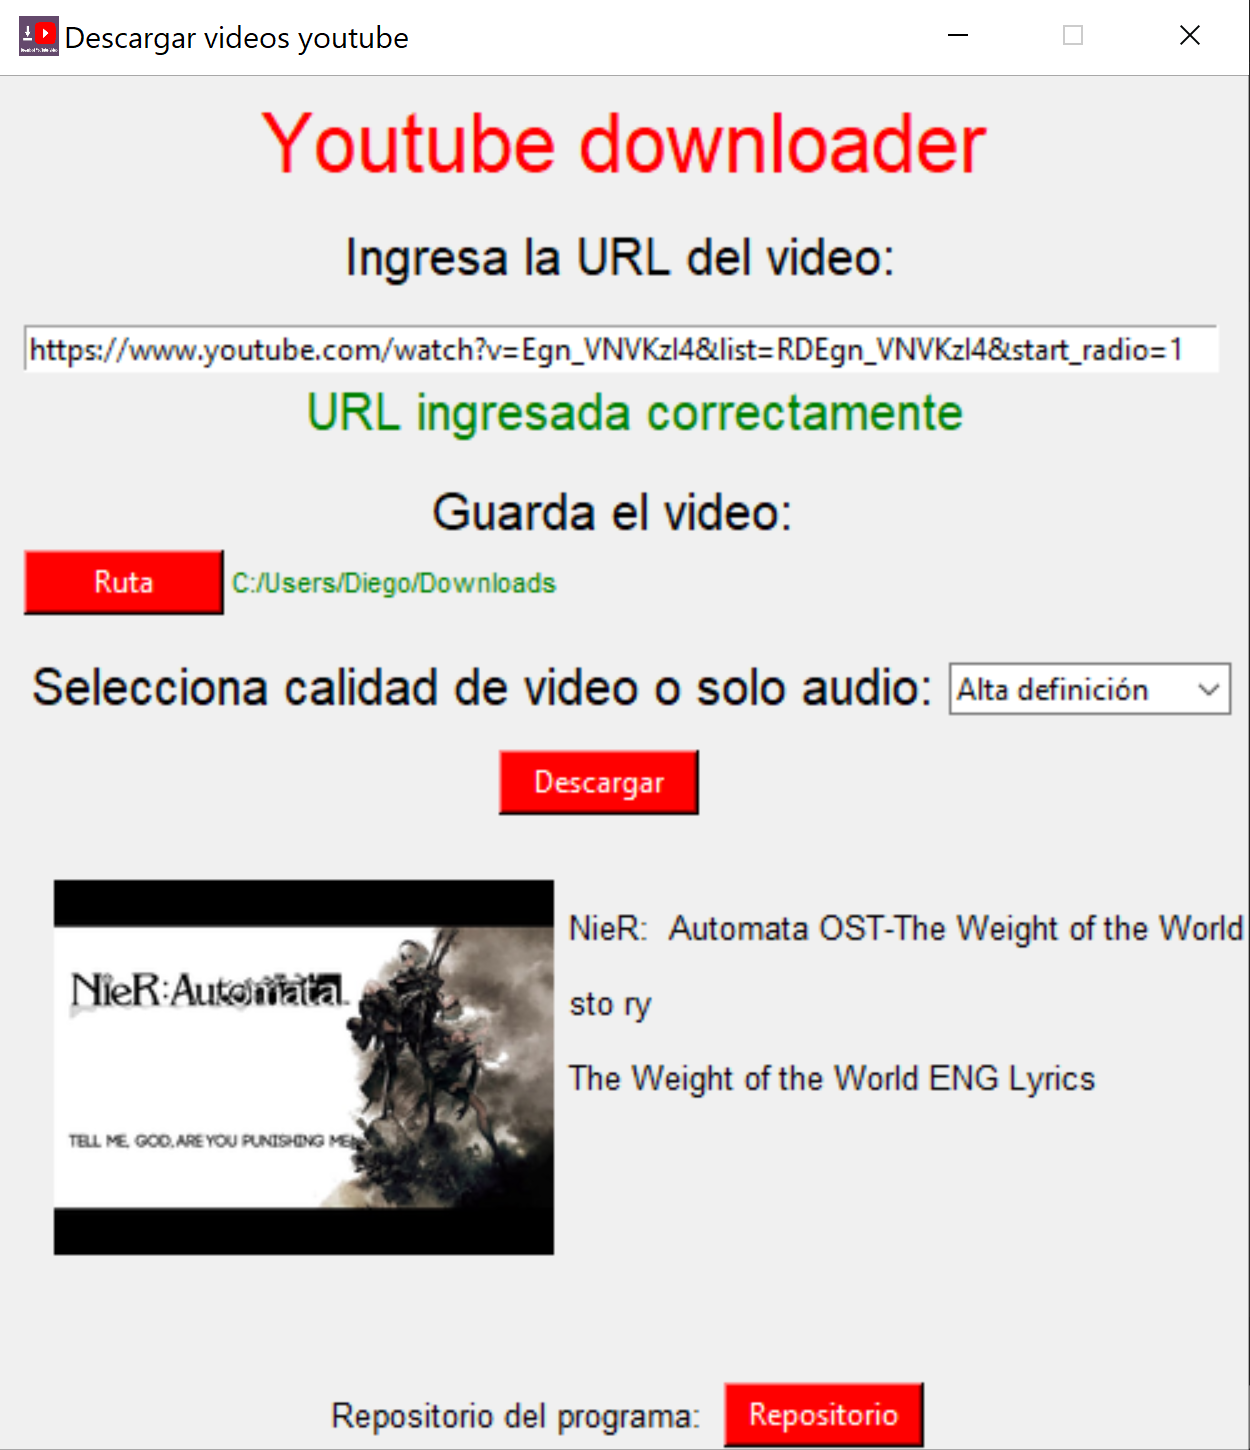 Descargar videos youtube
Youtube downloader
Ingresa la URL del video:
https://www.youtube.com/watch?v=Egn_VNVKzI4&list=RDEgn_VNVKzI4&start_radio=1
URL ingresada correctamente
Guarda el video:
Ruta C:/Users/Diego/Downloads
Selecciona calidad de video o solo audio: Alta definición
Descargar
NieR:  Automata OST-The Weight of the World
sto ry
The Weight of the World ENG Lyrics
NieR:Automata
TELL ME, GOD, ARE YOU PUNISHING ME
Repositorio del programa: Repositorio